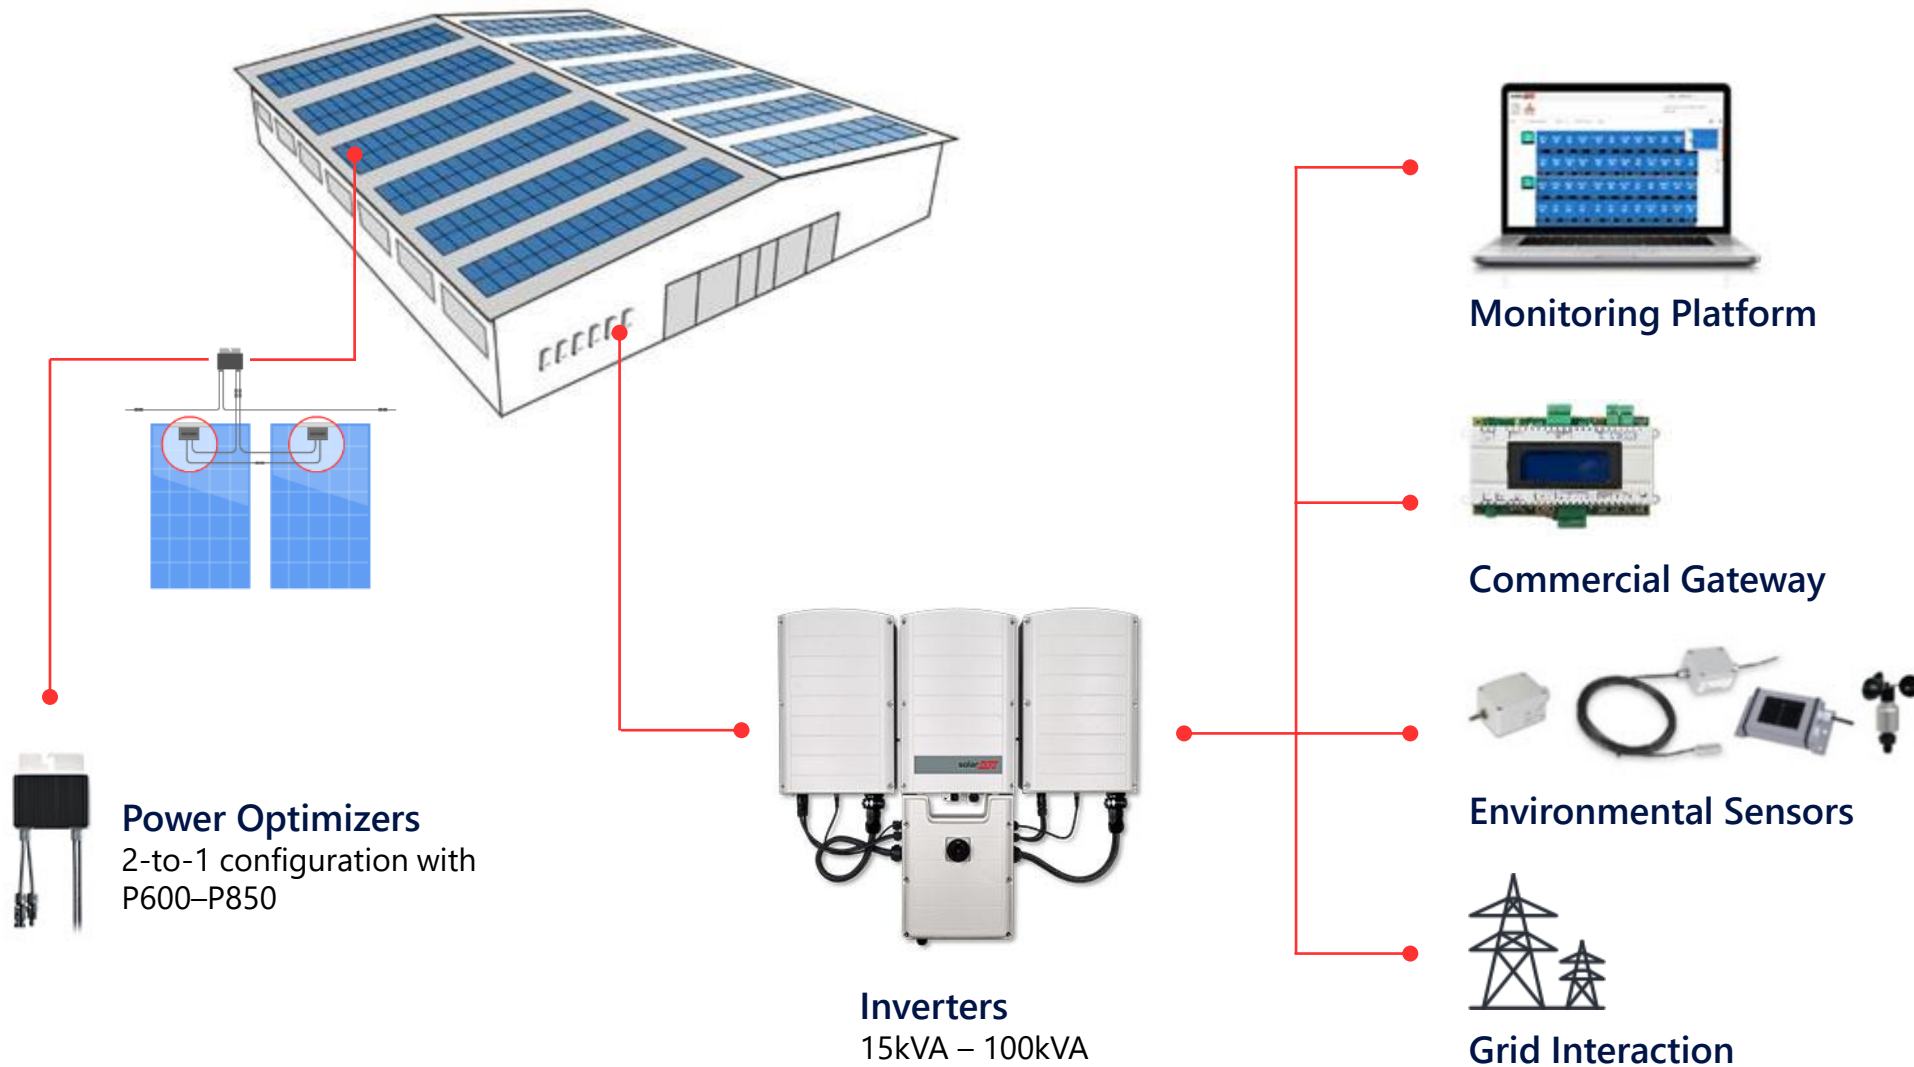 Monitoring Platform
Commercial Gateway
Power Optimizers
2-to-1 configuration with
P600–P850
solaredge
Inverters
15kVA – 100kVA
Environmental Sensors
Grid Interaction